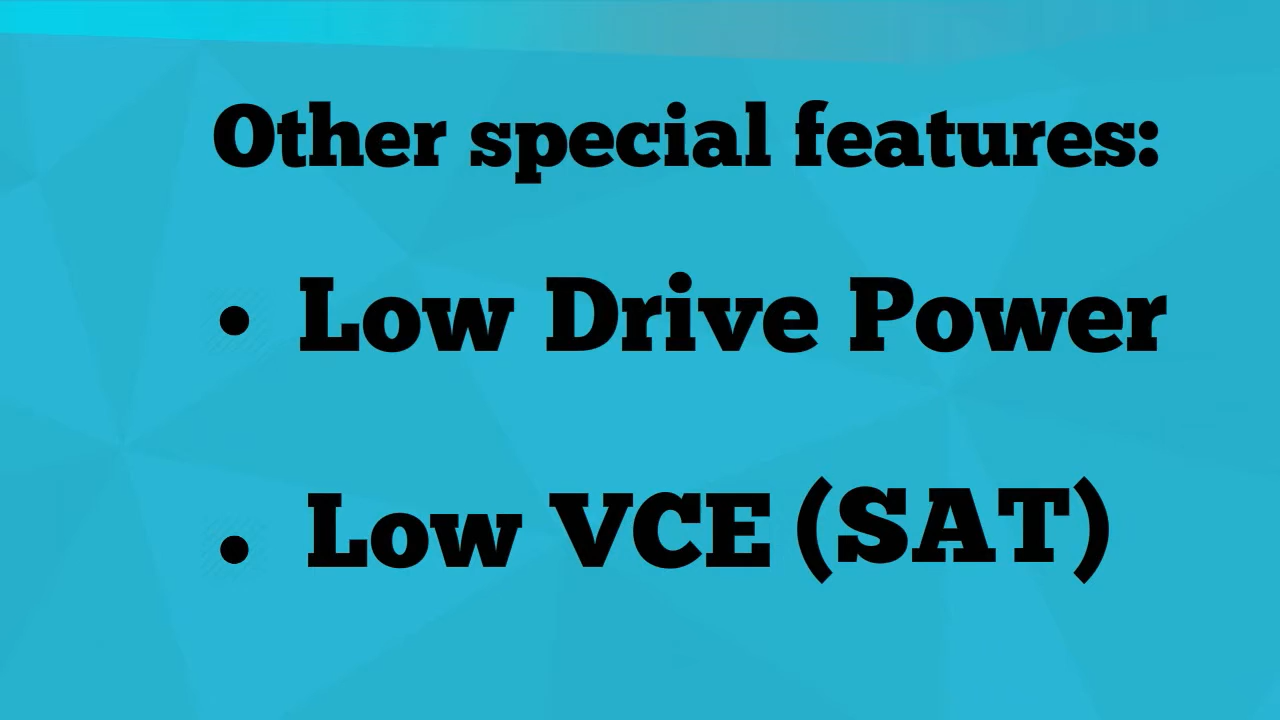 Other special features:
• Low Drive Power
• Low VCE (SAT)